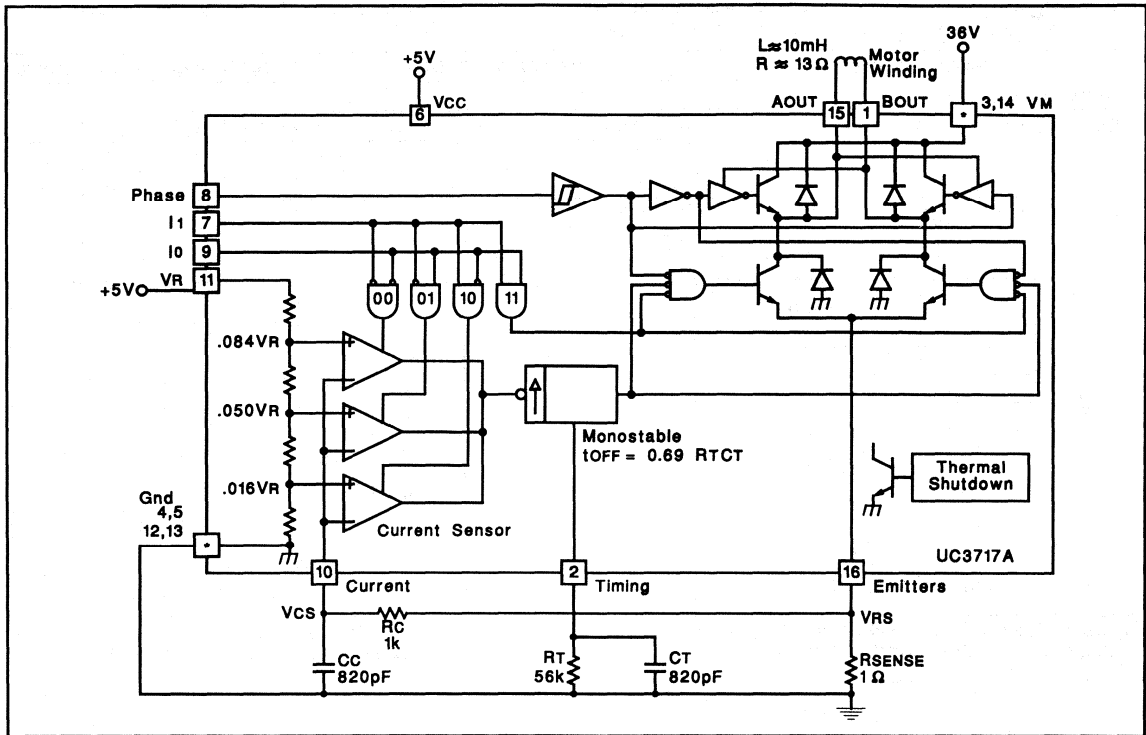 36V
L≈10mH
R ≈ 13Ω
Motor
Winding
+5V
VCC
6
AOUT
15
1
BOUT
3,14 VM
*
Phase
8
I1
7
I0
9
VR
11
+5V
00
01
10
11
.084VR
.050VR
.016VR
Monostable
tOFF = 0.69 RTCT
Thermal
Shutdown
Gnd
4,5
12,13
*
Current Sensor
UC3717A
10
Current
2
Timing
16
Emitters
VCS
RC
1k
VRS
CC
820pF
RT
56k
CT
820pF
RSENSE
1Ω